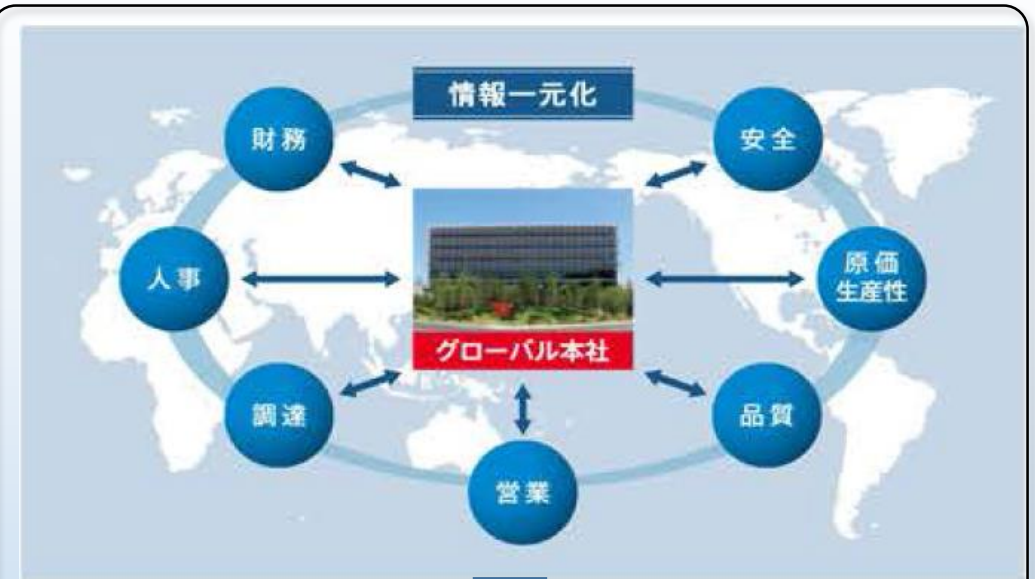 情報一元化
財務
安全
人事
原価
生産性
グローバル本社
調達
品質
営業